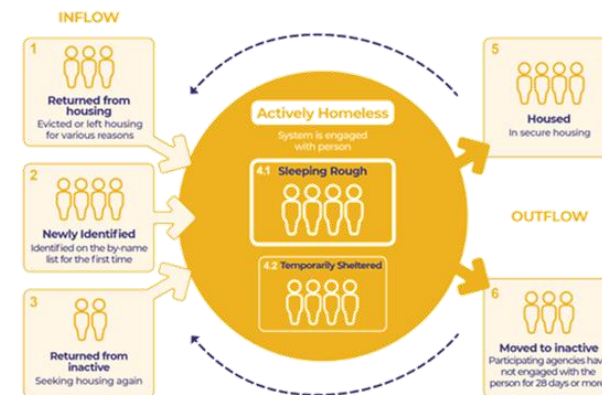 INFLOW
1
Returned from
housing
Evicted or left housing
for various reasons
2
Newly Identified
Identified on the by-name
list for the first time
3
Returned from
inactive
Seeking housing again
Actively Homeless
System is engaged
with person
4.1 Sleeping Rough
4.2 Temporarily Sheltered
5
Housed
In secure housing
OUTFLOW
6
Moved to inactive
Participating agencies hav
not engaged with the
person for 28 days or more